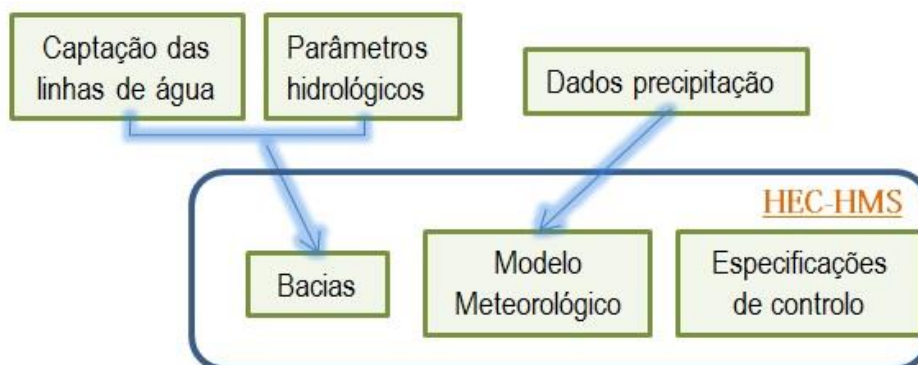 Captação das
linhas de água
Parâmetros
hidrológicos
Dados precipitação
HEC-HMS
Bacias
Modelo
Meteorológico
Especificações
de controlo